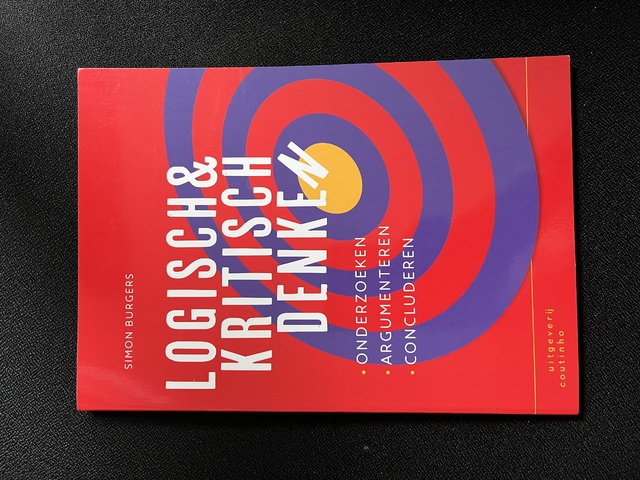 SIMON BURGERS
LOGISCH &
KRITISCH
DENKEN
• ONDERZOEKEN
• ARGUMENTEREN
• CONCLUDEREN
uitgeverij
coutinho